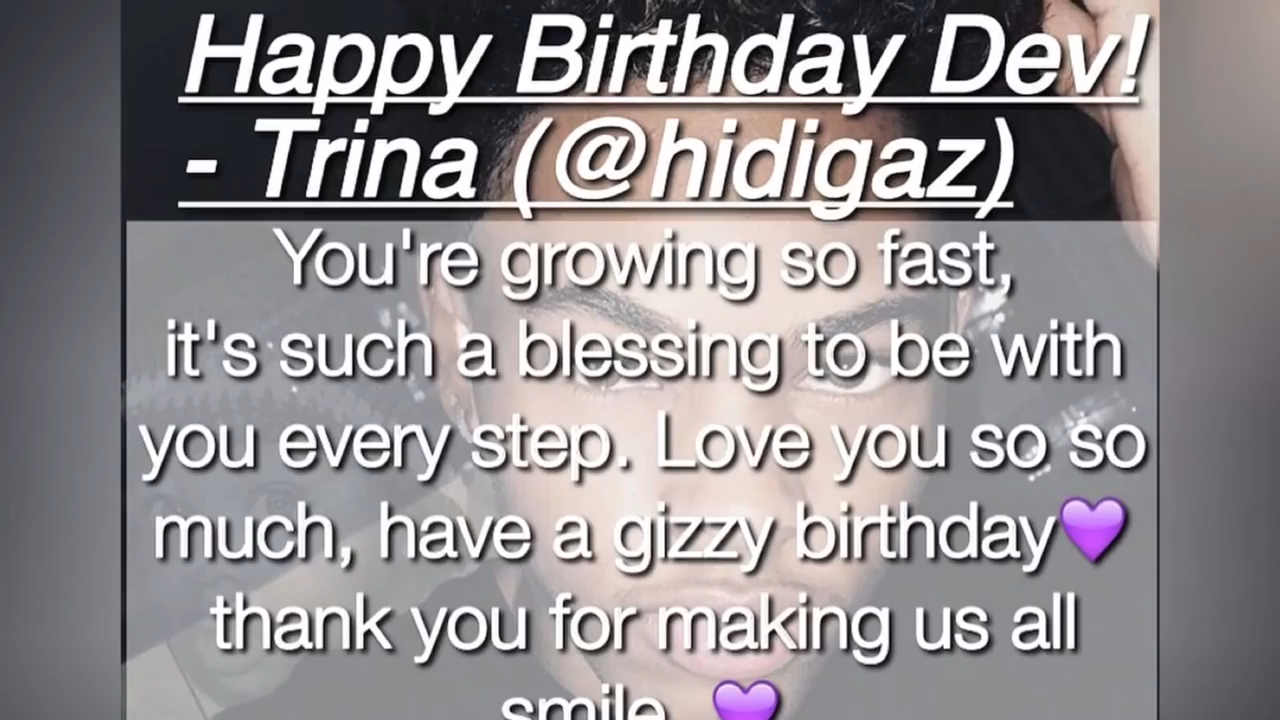 Happy Birthday Dev!
- Trina (@hidigaz)
You're growing so fast,
it's such a blessing to be with
you every step. Love you so so
much, have a gizzy birthday💜
thank you for making us all
smile. 💜